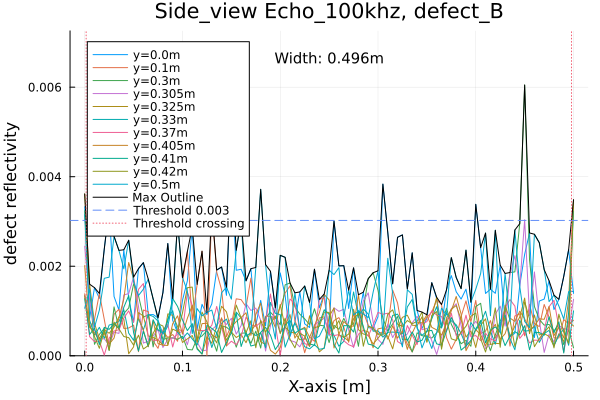 Side_view Echo_100khz, defect_B
Width: 0.496m
y=0.0m
y=0.1m
y=0.3m
y=0.305m
y=0.325m
y=0.33m
y=0.37m
y=0.405m
y=0.41m
y=0.42m
y=0.5m
Max Outline
Threshold 0.003
Threshold crossing
defect reflectivity
0.006
0.004
0.002
0.000
0.0
0.1
0.2
0.3
0.4
0.5
X-axis [m]